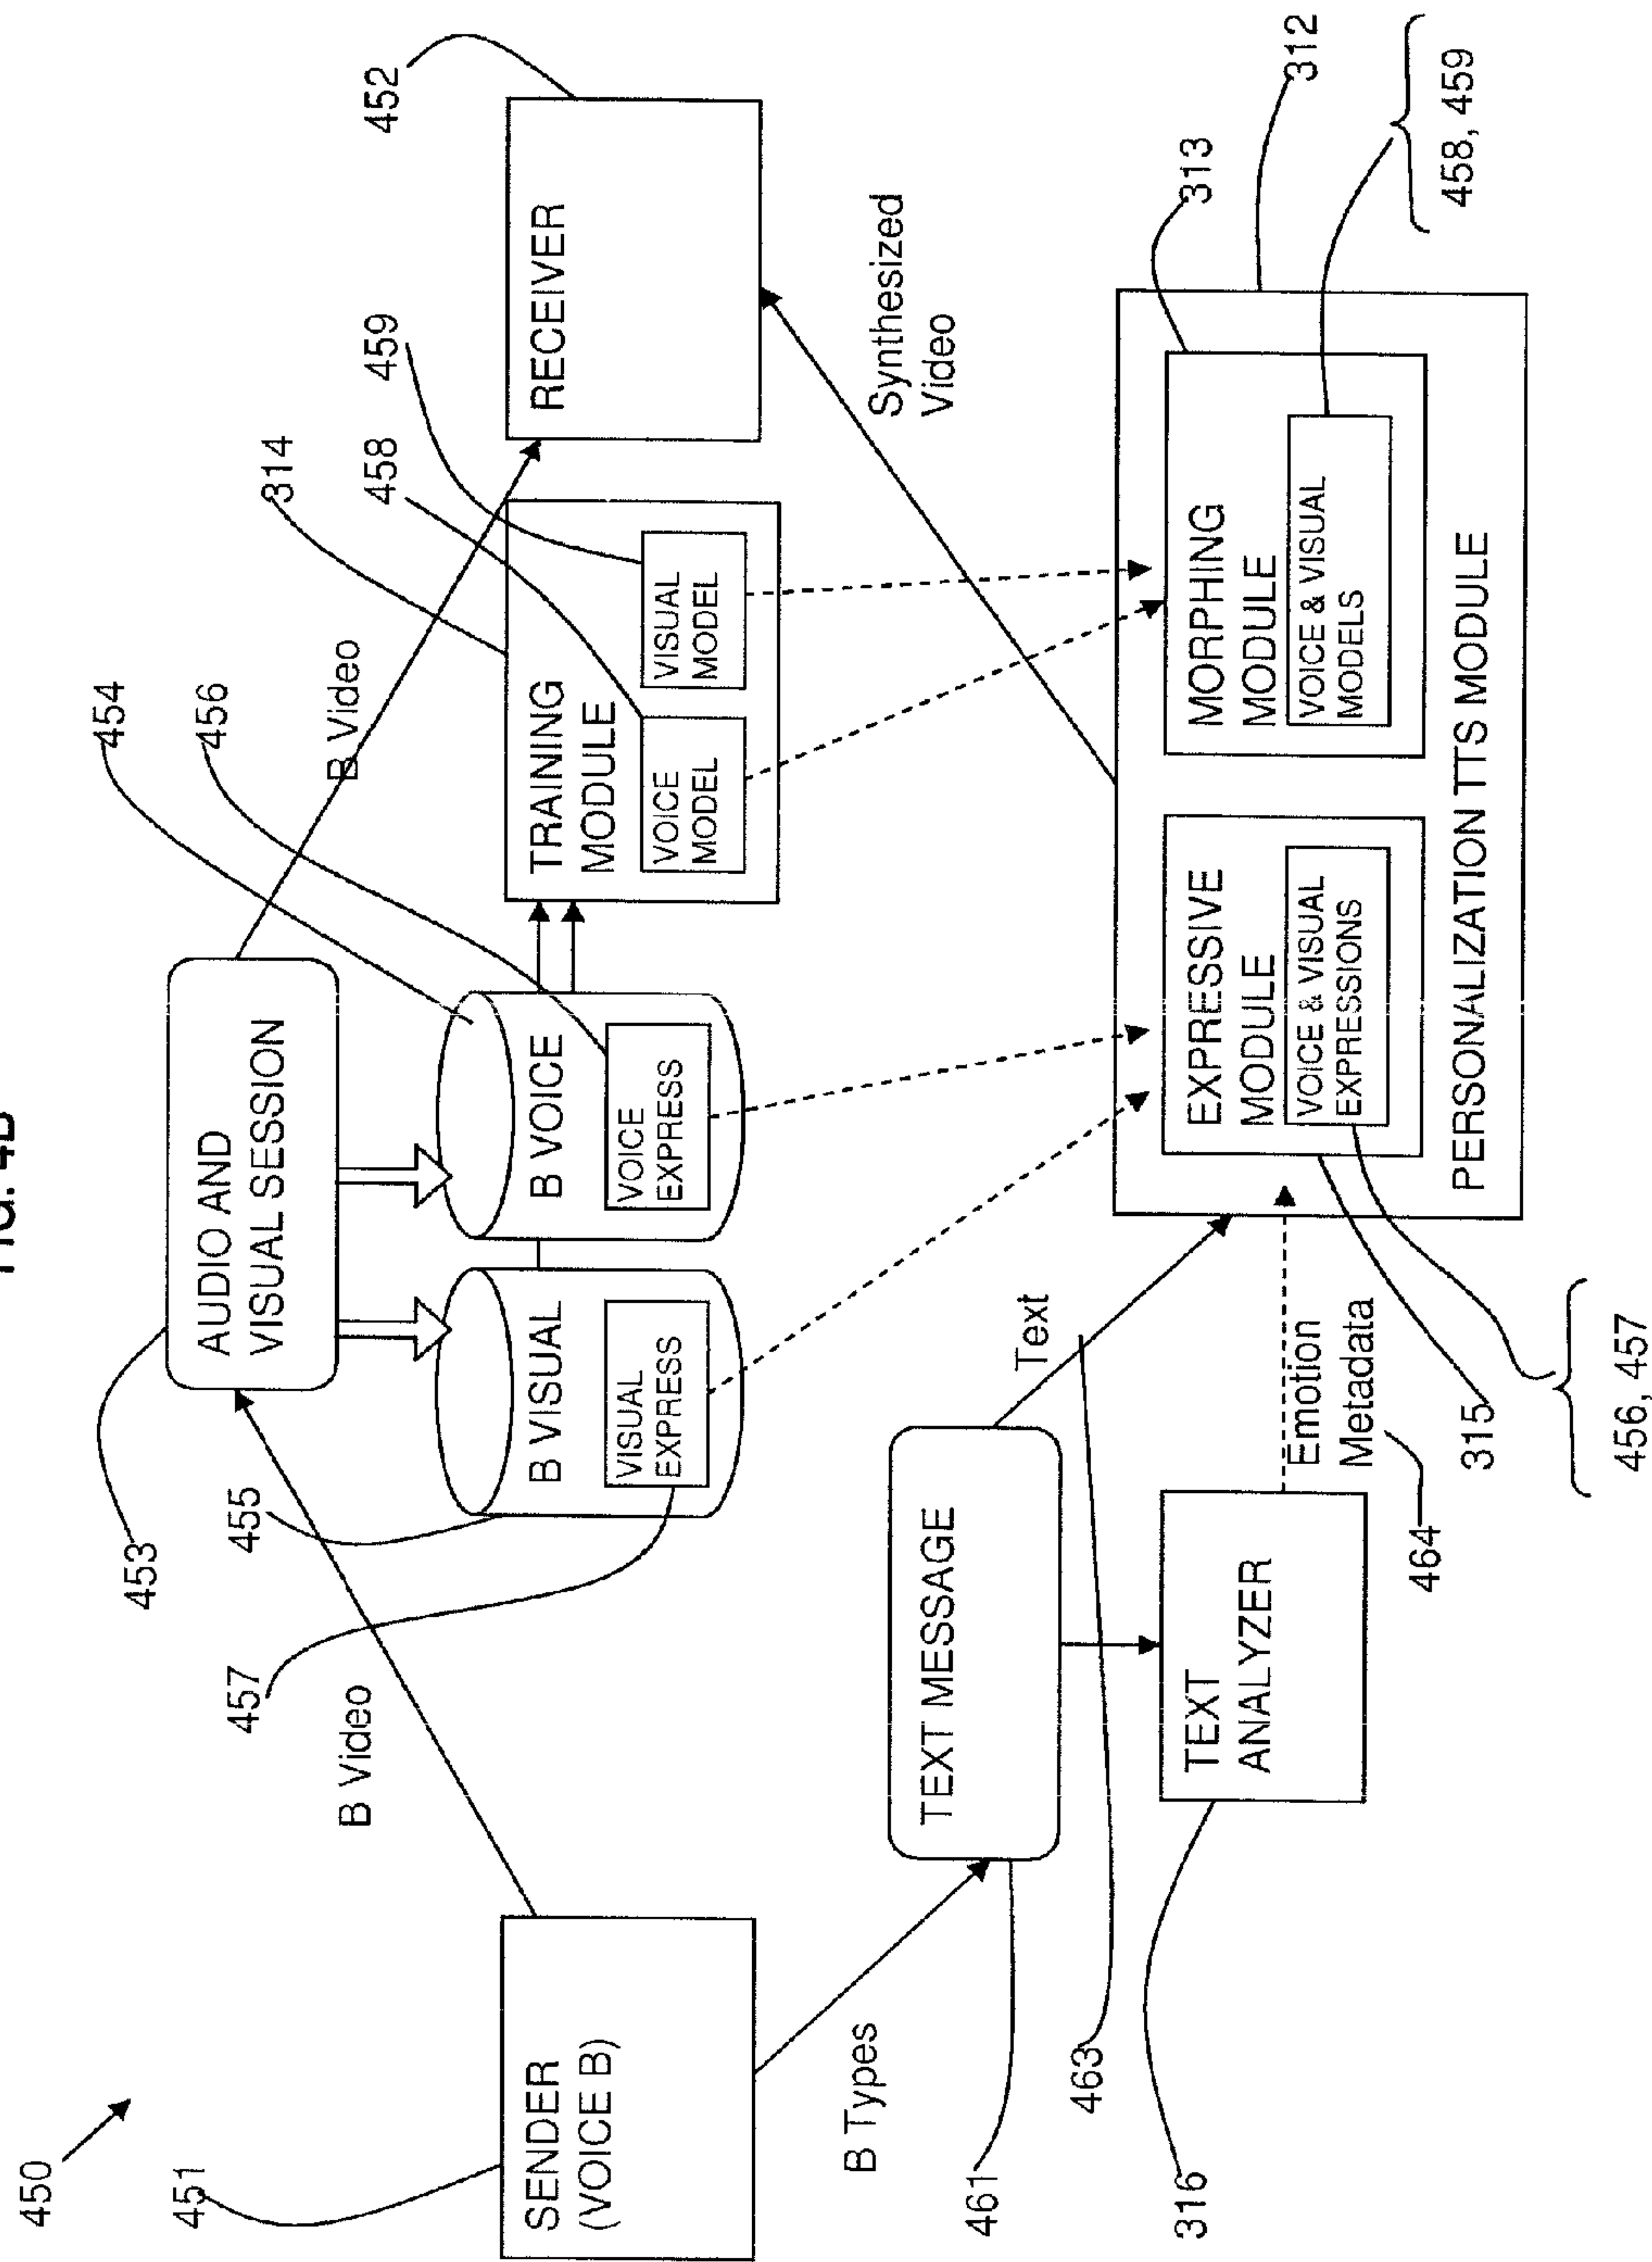 FIG. 4B
450
451
SENDER
(VOICE B)
B Video
453
AUDIO AND
VISUAL SESSION
455
457
B VISUAL
VISUAL
EXPRESS
454
456
B VOICE
VOICE
EXPRESS
B Video
314
TRAINING
MODULE
458
459
VOICE
MODEL
VISUAL
MODEL
452
RECEIVER
B Types
461
TEXT MESSAGE
463
Text
316
TEXT
ANALYZER
464
Emotion
Metadata
315
456, 457
EXPRESSIVE
MODULE
VOICE & VISUAL
EXPRESSIONS
Synthesized
Video
313
312
MORPHING
MODULE
VOICE & VISUAL
MODELS
458, 459
PERSONALIZATION TTS MODULE